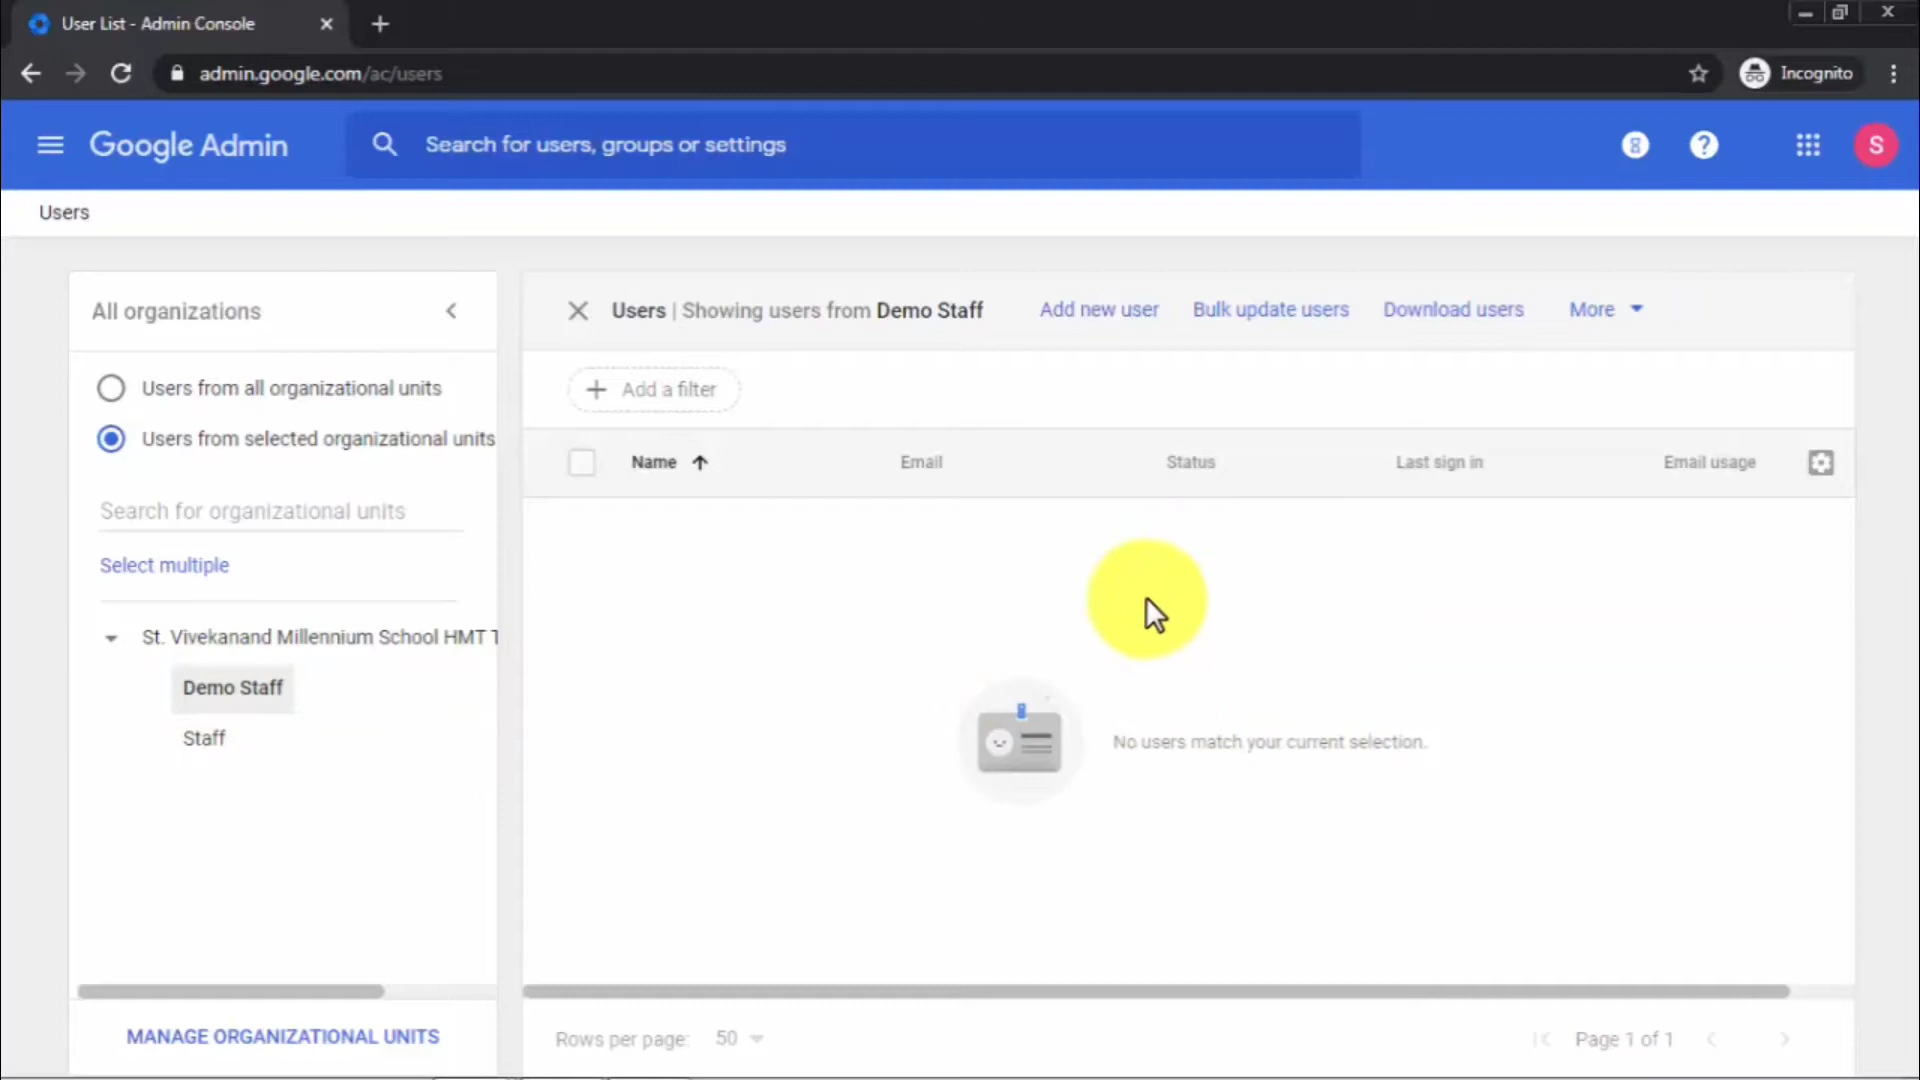 User List - Admin Console
admin.google.com/ac/users
Incognito
Google Admin
Search for users, groups or settings
8
?
S
Users
All organizations
Users from all organizational units
Users from selected organizational units
Search for organizational units
Select multiple
St. Vivekanand Millennium School HMT T
Demo Staff
Staff
MANAGE ORGANIZATIONAL UNITS
Users | Showing users from Demo Staff
Add new user
Bulk update users
Download users
More
Add a filter
Name
Email
Status
Last sign in
Email usage
No users match your current selection.
Rows per page:
50
Page 1 of 1